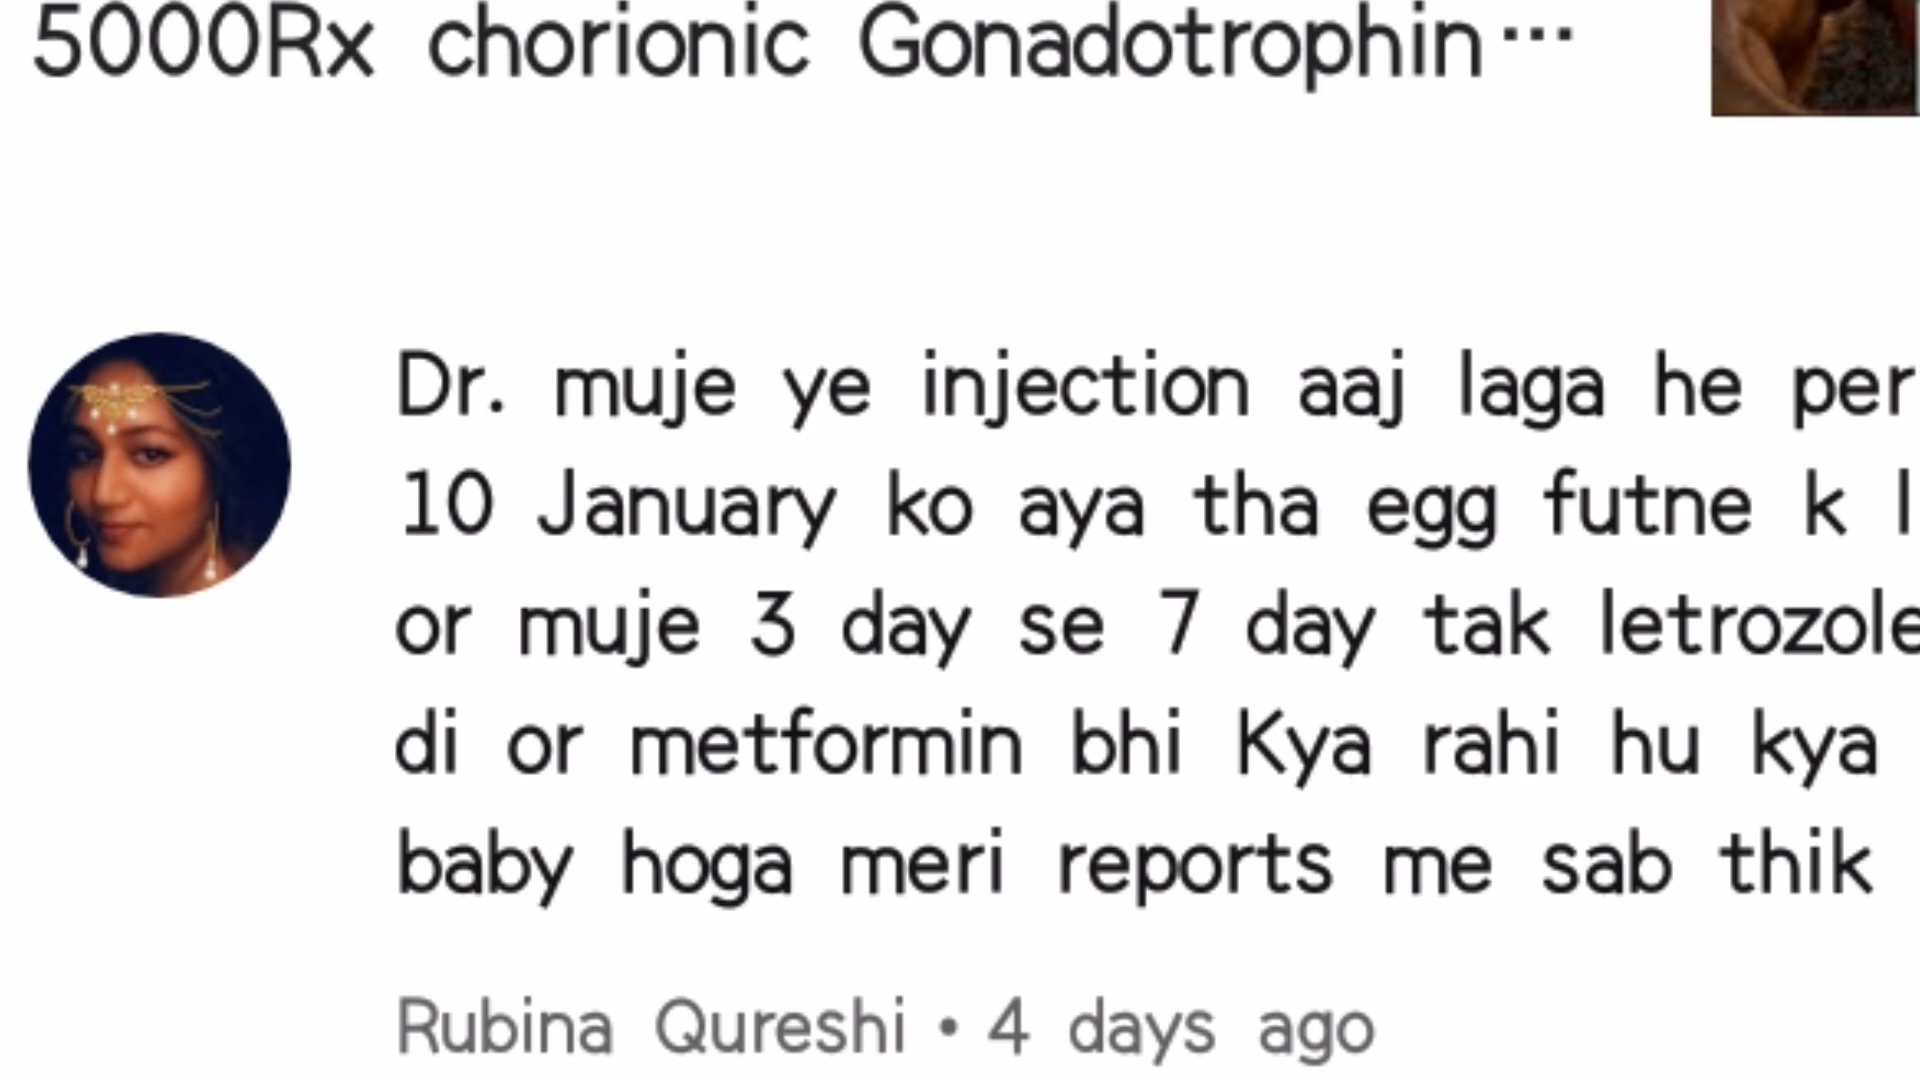 5000Rx chorionic Gonadotrophin...
Dr. muje ye injection aaj laga he per
10 January ko aya tha egg futne k
or muje 3 day se 7 day tak letrozole
di or metformin bhi Kya rahi hu kya
baby hoga meri reports me sab thik
Rubina Qureshi • 4 days ago